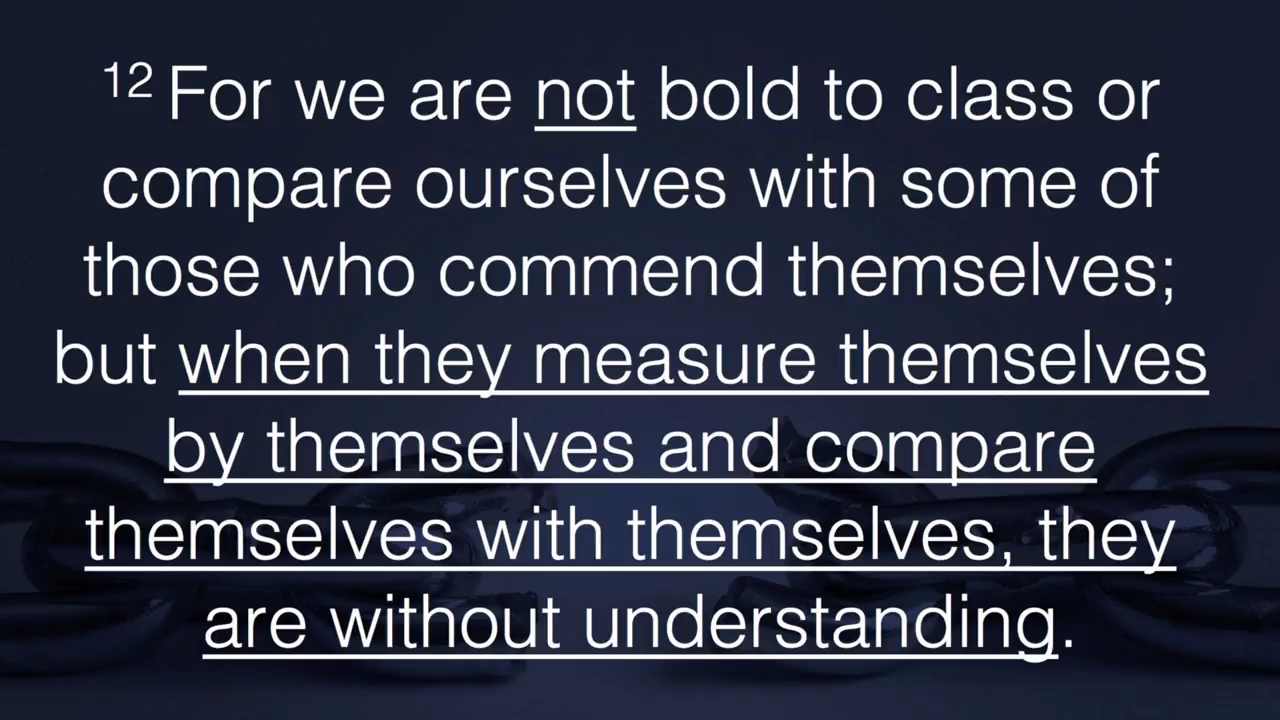 12 For we are not bold to class or
compare ourselves with some of
those who commend themselves;
but when they measure themselves
by themselves and compare
themselves with themselves, they
are without understanding.